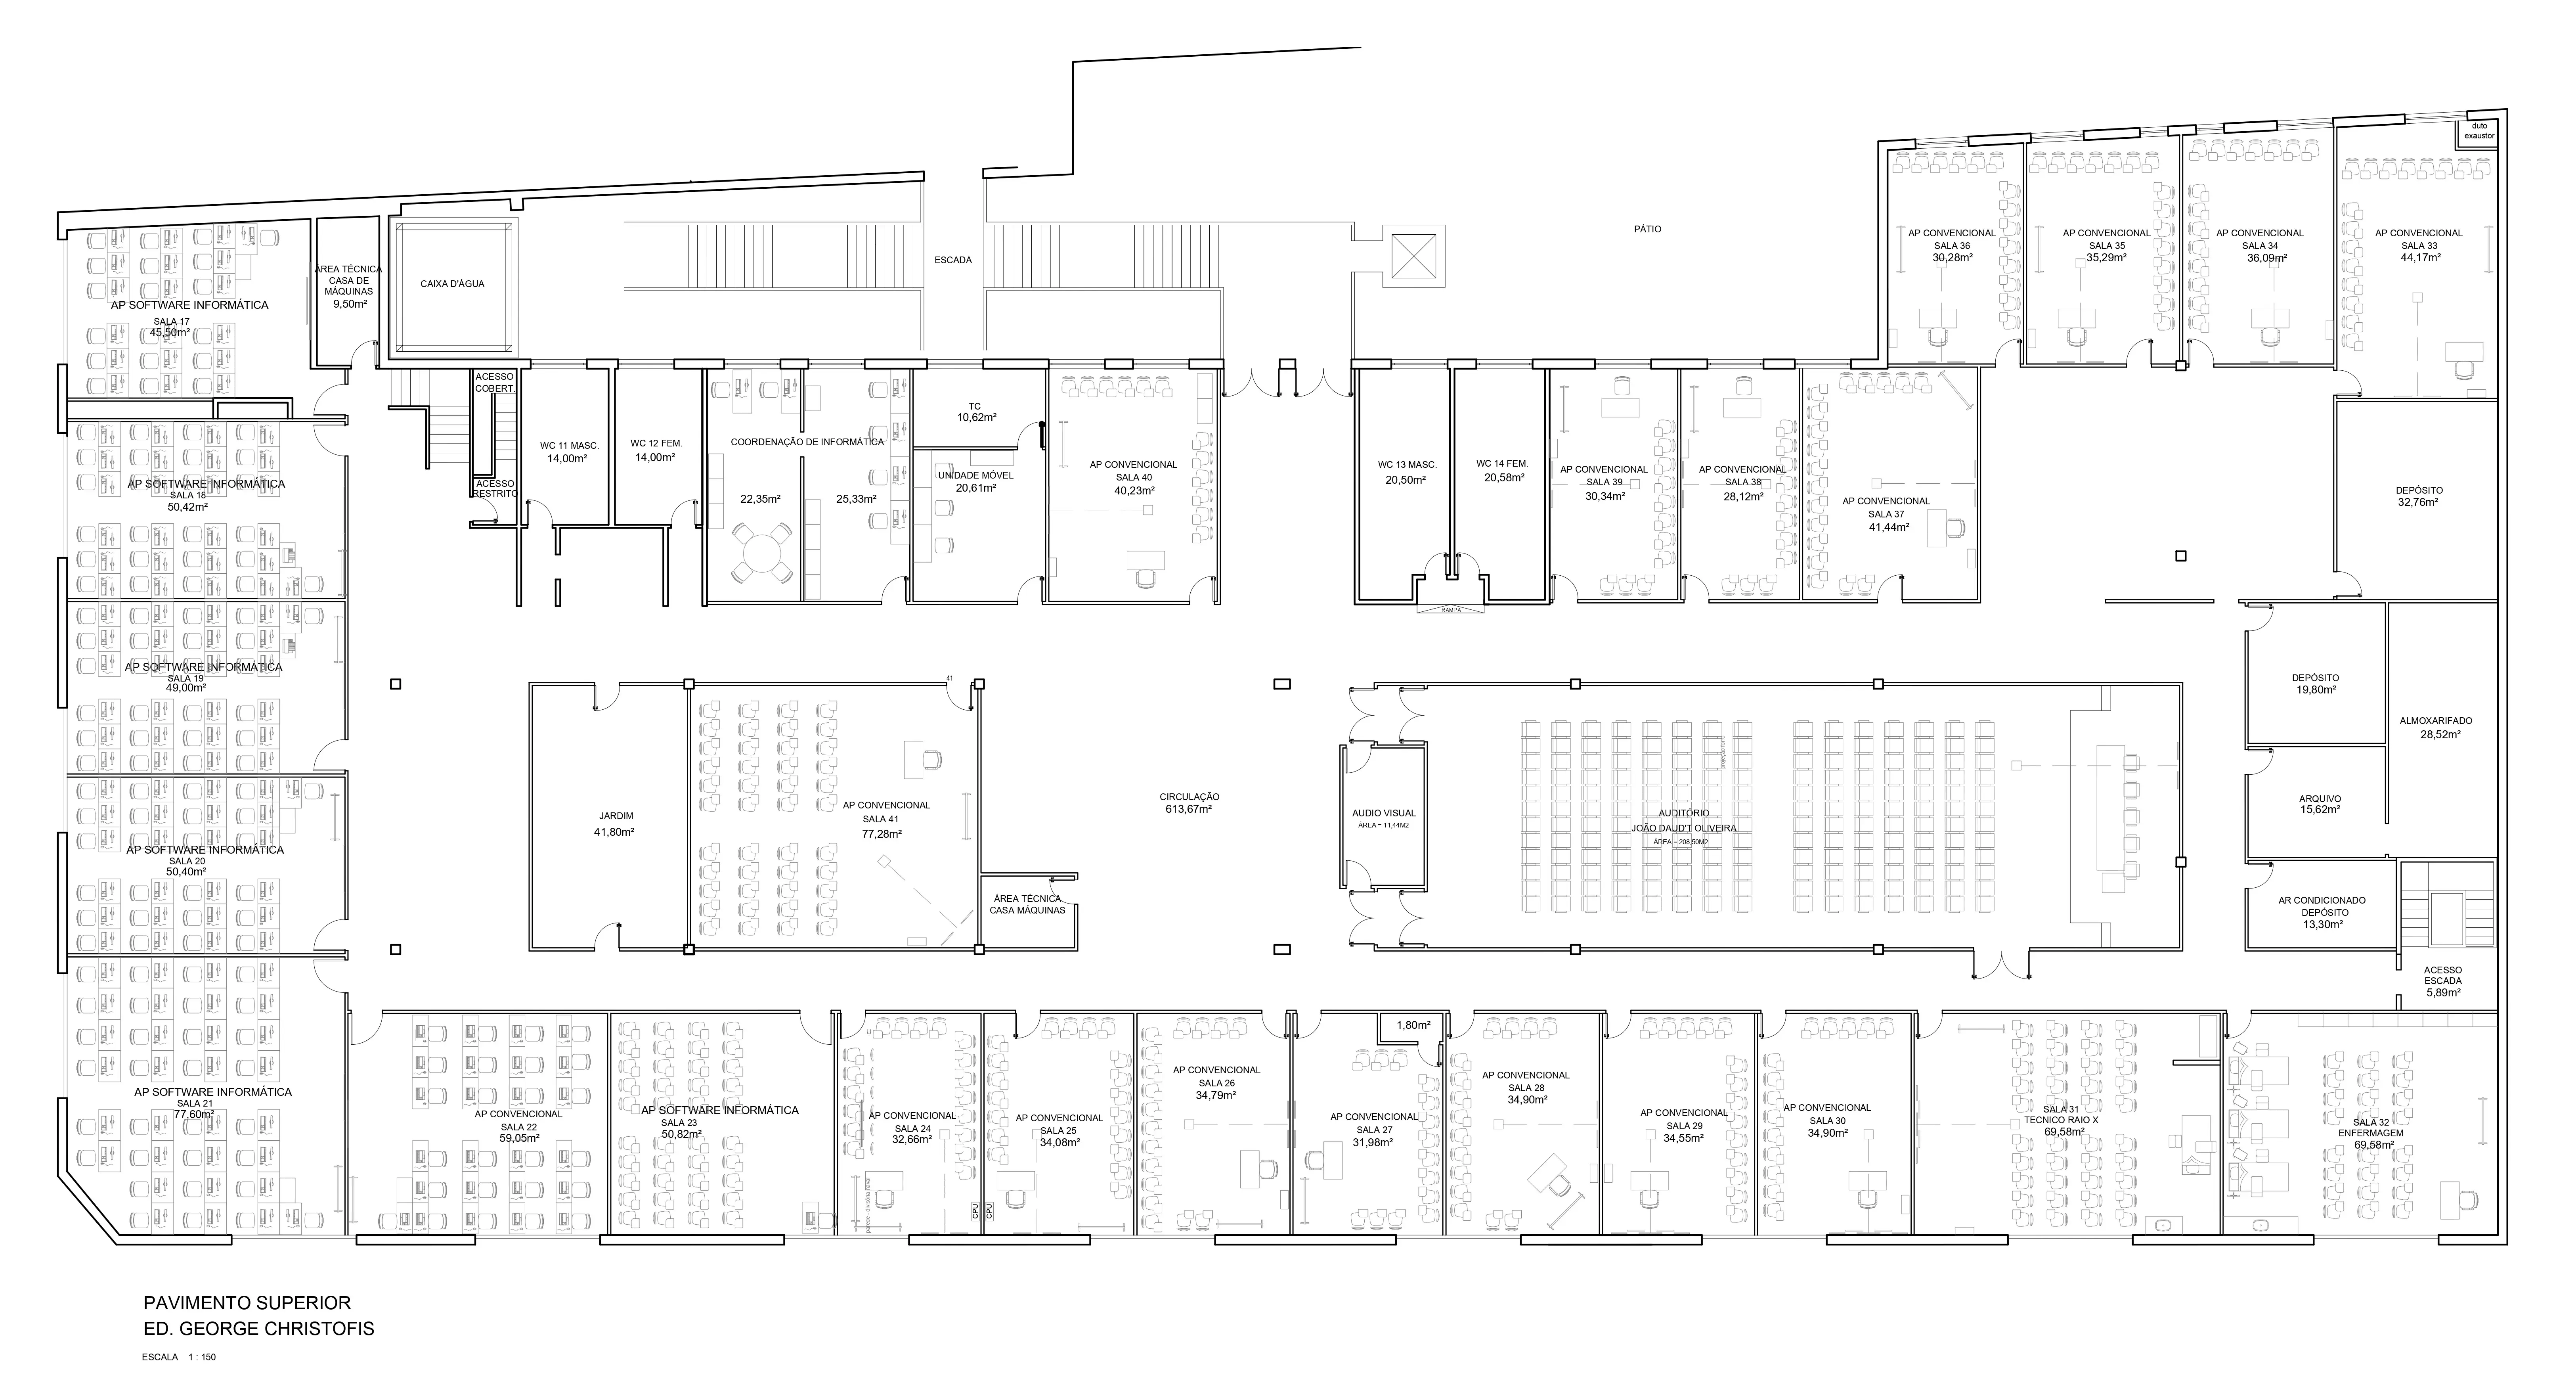 duto
exaustor
PÁTIO
AP CONVENCIONAL
SALA 36
30,28m²
AP CONVENCIONAL
SALA 35
35,29m²
AP CONVENCIONAL
SALA 34
36,09m²
AP CONVENCIONAL
SALA 33
44,17m²
ESCADA
CAIXA D'ÁGUA
ÁREA TÉCNICA
CASA DE
MÁQUINAS
9,50m²
AP SOFTWARE INFORMÁTICA
SALA 17
45,50m²
ACESSO
COBERT.
ACESSO
RESTRITO
WC 11 MASC.
14,00m²
WC 12 FEM.
14,00m²
COORDENAÇÃO DE INFORMÁTICA
22,35m²
25,33m²
TC
10,62m²
UNIDADE MÓVEL
20,61m²
AP CONVENCIONAL
SALA 40
40,23m²
WC 13 MASC.
20,50m²
WC 14 FEM.
20,58m²
RAMPA
AP CONVENCIONAL
SALA 39
30,34m²
AP CONVENCIONAL
SALA 38
28,12m²
AP CONVENCIONAL
SALA 37
41,44m²
DEPÓSITO
32,76m²
AP SOFTWARE INFORMÁTICA
SALA 18
50,42m²
AP SOFTWARE INFORMÁTICA
SALA 19
49,00m²
41
DEPÓSITO
19,80m²
ALMOXARIFADO
28,52m²
JARDIM
41,80m²
AP CONVENCIONAL
SALA 41
77,28m²
CIRCULAÇÃO
613,67m²
AUDIO VISUAL
ÁREA = 11,44M2
AUDITÓRIO
JOÃO DAUD'T OLIVEIRA
ÁREA = 208,50M2
ARQUIVO
15,62m²
AP SOFTWARE INFORMÁTICA
SALA 20
50,40m²
ÁREA TÉCNICA
CASA MÁQUINAS
AR CONDICIONADO
DEPÓSITO
13,30m²
ACESSO
ESCADA
5,89m²
AP SOFTWARE INFORMÁTICA
SALA 21
77,60m²
AP CONVENCIONAL
SALA 22
59,05m²
AP SOFTWARE INFORMÁTICA
SALA 23
50,82m²
AP CONVENCIONAL
SALA 24
32,66m²
CPU
CPU
AP CONVENCIONAL
SALA 25
34,08m²
AP CONVENCIONAL
SALA 26
34,79m²
1,80m²
AP CONVENCIONAL
SALA 27
31,98m²
AP CONVENCIONAL
SALA 28
34,90m²
AP CONVENCIONAL
SALA 29
34,55m²
AP CONVENCIONAL
SALA 30
34,90m²
SALA 31
TECNICO RAIO X
69,58m²
SALA 32
ENFERMAGEM
69,58m²
PAVIMENTO SUPERIOR
ED. GEORGE CHRISTOFIS
ESCALA 1 : 150